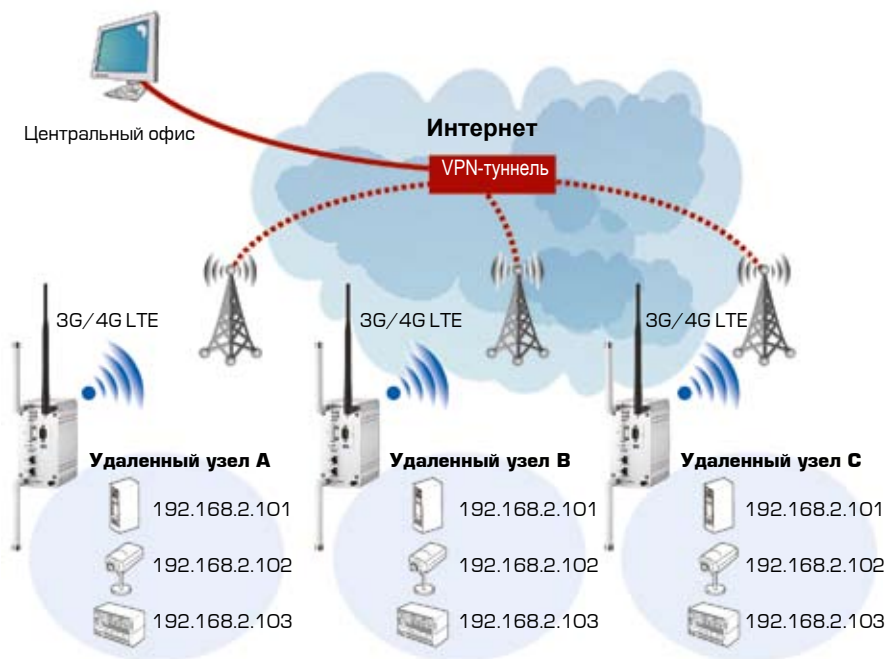 Центральный офис
Интернет
VPN-туннель
3G/4G LTE
3G/4G LTE
3G/4G LTE
Удаленный узел A
192.168.2.101
192.168.2.102
192.168.2.103
Удаленный узел B
192.168.2.101
192.168.2.102
192.168.2.103
Удаленный узел C
192.168.2.101
192.168.2.102
192.168.2.103